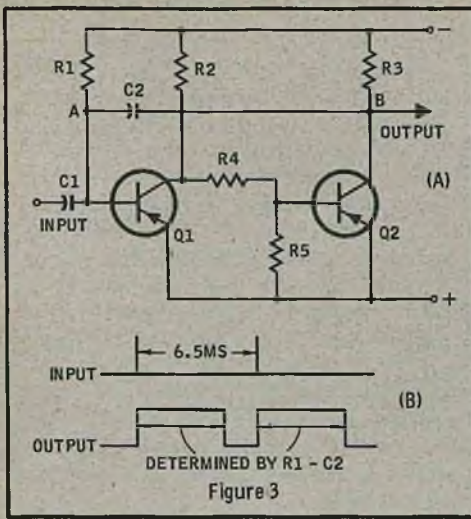 R1
R2
R3
−
A
C2
B
OUTPUT
C1
R4
(A)
INPUT
Q1
Q2
R5
+
6.5MS
INPUT
(B)
OUTPUT
DETERMINED BY R1 - C2
Figure 3